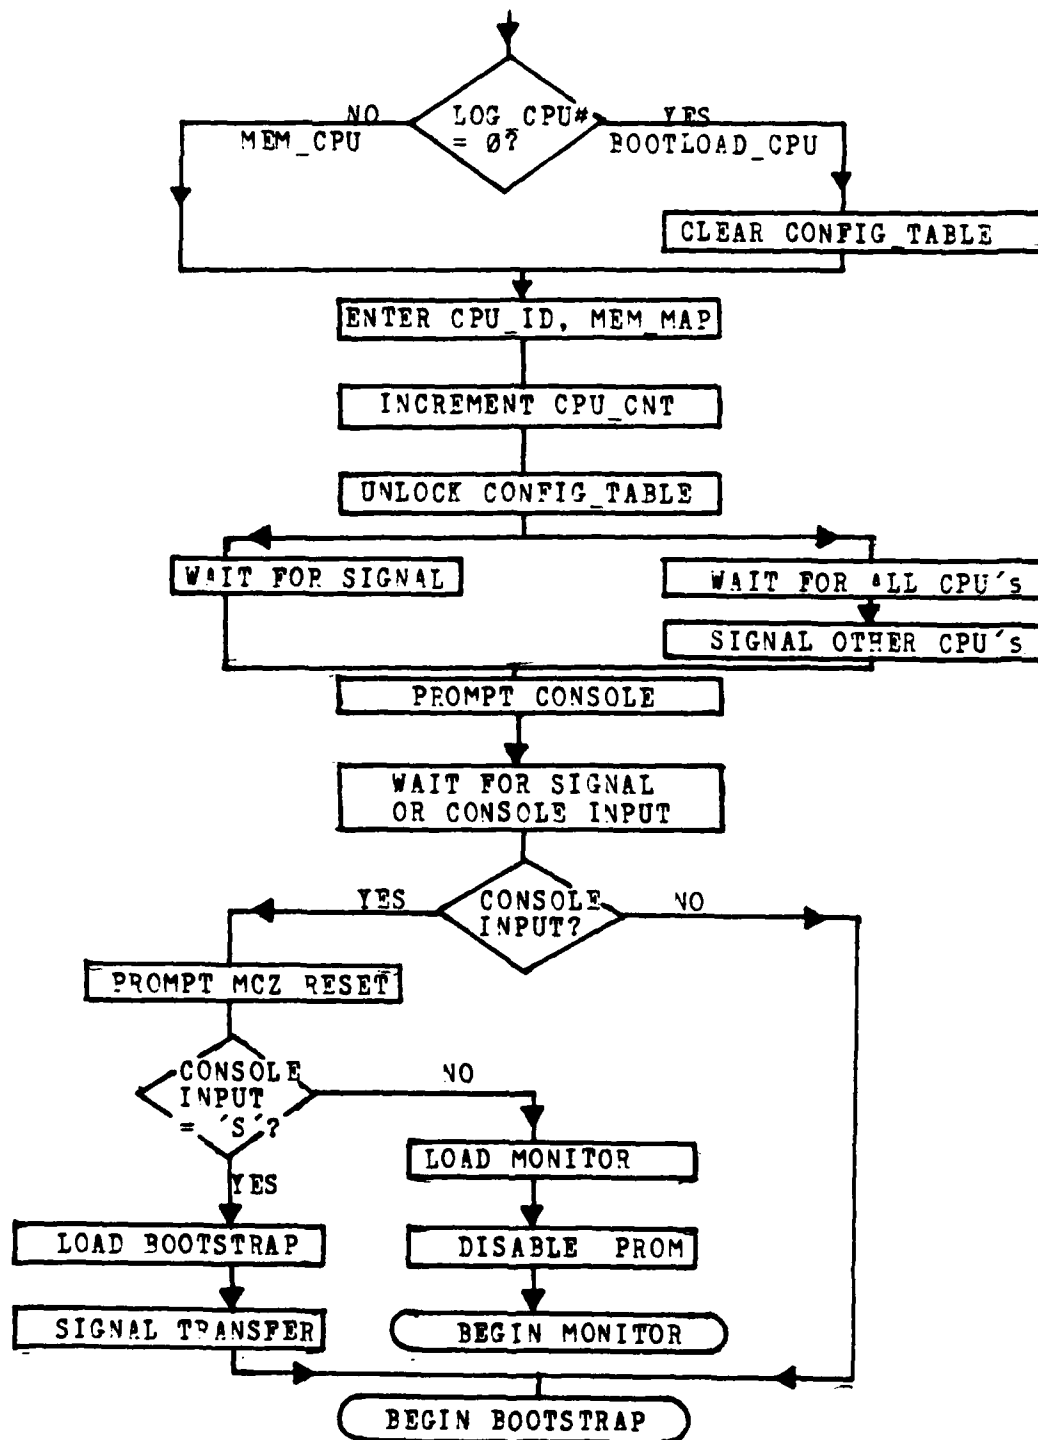 LOG_CPU#
= 0?
NO
YES
MEM_CPU
BOOTLOAD_CPU
CLEAR CONFIG_TABLE
ENTER CPU_ID, MEM_MAP
INCREMENT CPU_CNT
UNLOCK CONFIG_TABLE
WAIT FOR SIGNAL
WAIT FOR ALL CPU's
SIGNAL OTHER CPU's
PROMPT CONSOLE
WAIT FOR SIGNAL
OR CONSOLE INPUT
YES
CONSOLE
INPUT?
NO
PROMPT MCZ RESET
CONSOLE
INPUT
= 'S'?
NO
LOAD MONITOR
YES
LOAD BOOTSTRAP
DISABLE PROM
SIGNAL TRANSFER
BEGIN MONITOR
BEGIN BOOTSTRAP